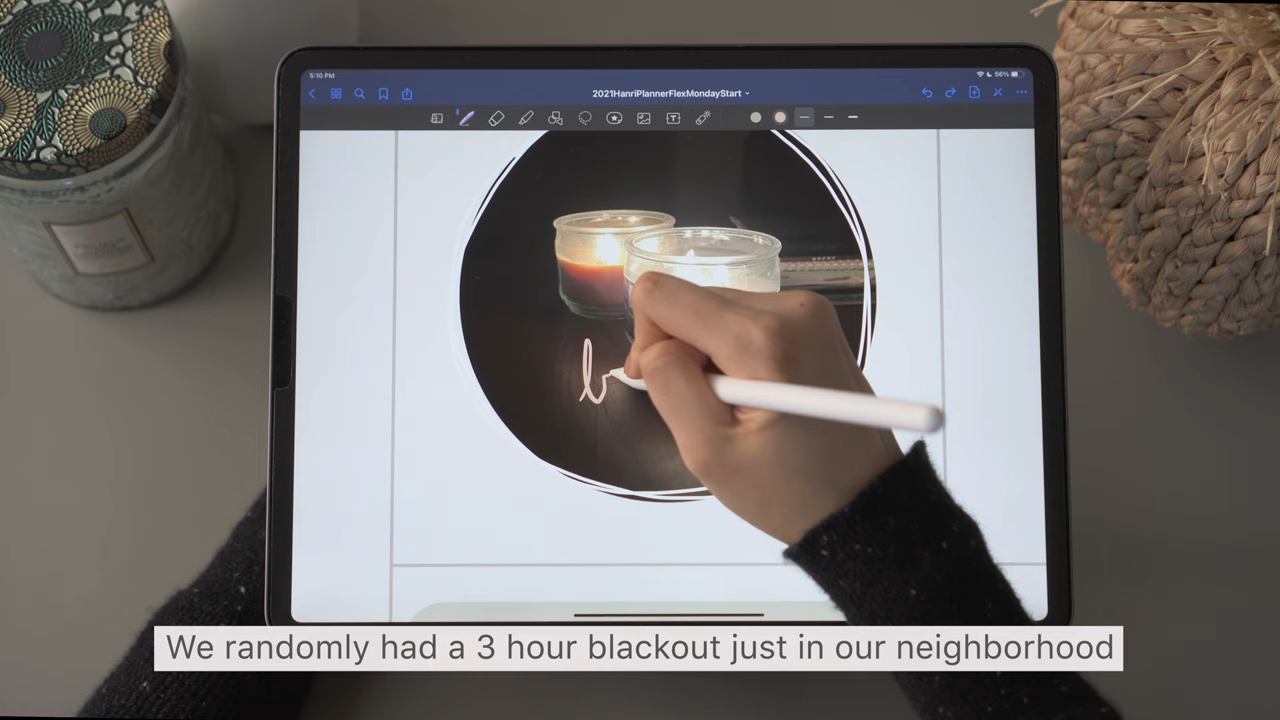 5:10 PM
56%
2021HanriPlannerFlexMondayStart
b
We randomly had a 3 hour blackout just in our neighborhood